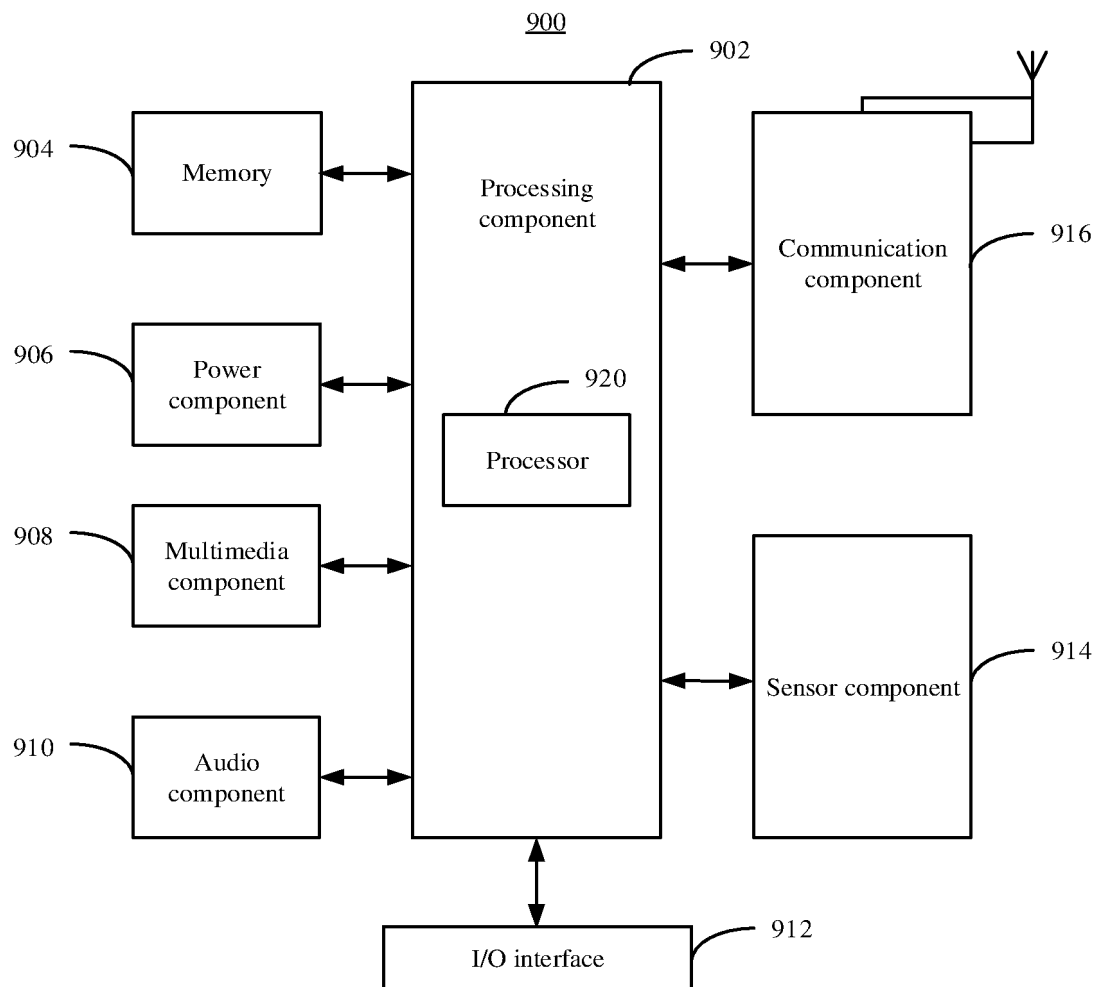 900
902
904
Memory
Processing
component
Communication
component
916
906
Power
component
920
Processor
908
Multimedia
component
914
Sensor component
910
Audio
component
912
I/O interface